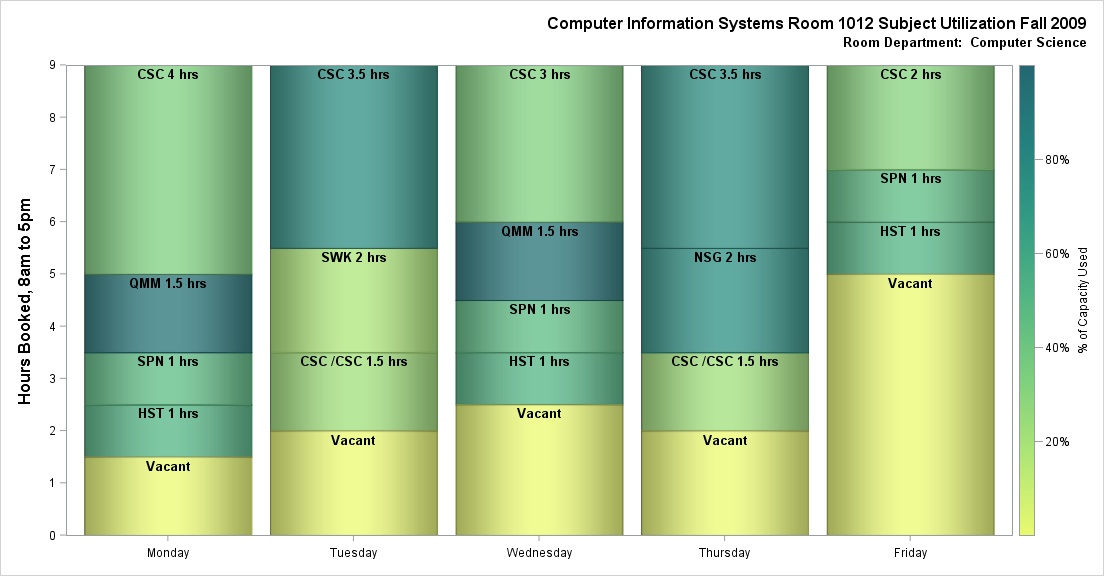 Computer Information Systems Room 1012 Subject Utilization Fall 2009
Room Department:  Computer Science
Hours Booked, 8am to 5pm
9
8
7
6
5
4
3
2
1
0
CSC 4 hrs
QMM 1.5 hrs
SPN 1 hrs
HST 1 hrs
Vacant
CSC 3.5 hrs
SWK 2 hrs
CSC /CSC 1.5 hrs
Vacant
CSC 3 hrs
QMM 1.5 hrs
SPN 1 hrs
HST 1 hrs
Vacant
CSC 3.5 hrs
NSG 2 hrs
CSC /CSC 1.5 hrs
Vacant
CSC 2 hrs
SPN 1 hrs
HST 1 hrs
Vacant
Monday
Tuesday
Wednesday
Thursday
Friday
80%
60%
40%
20%
% of Capacity Used